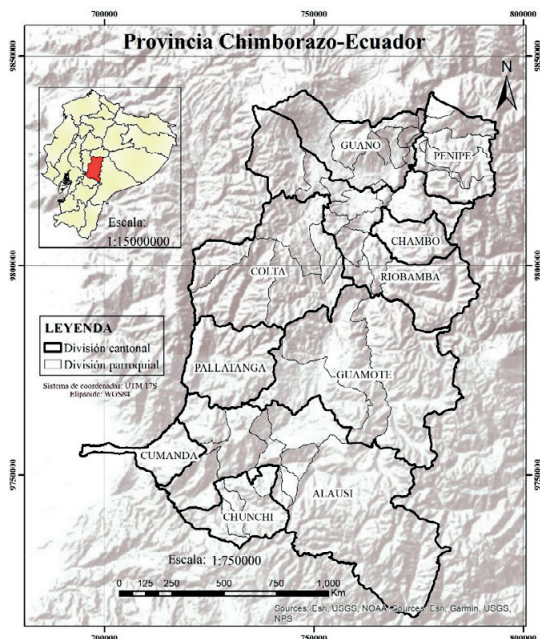 700000
750000
800000
9850000
Provincia Chimborazo-Ecuador
N
GUANO
PENIPE
Escala:
1:15000000
CHAMBO
9800000
9800000
COLTA
RIOBAMBA
LEYENDA
División cantonal
División parroquial
Sistema de coordenadas: UTM 17S
Elipsoide: WGS84
PALLATANGA
GUAMOTE
CUMANDA
9750000
9750000
ALAUSI
CHUNCHI
Escala: 1:750000
0 125 250 500 750 1,000
Km
Sources: Esri, USGS, NOAA, Sources: Esri, Garmin, USGS,
NPS
700000
750000
800000
9850000